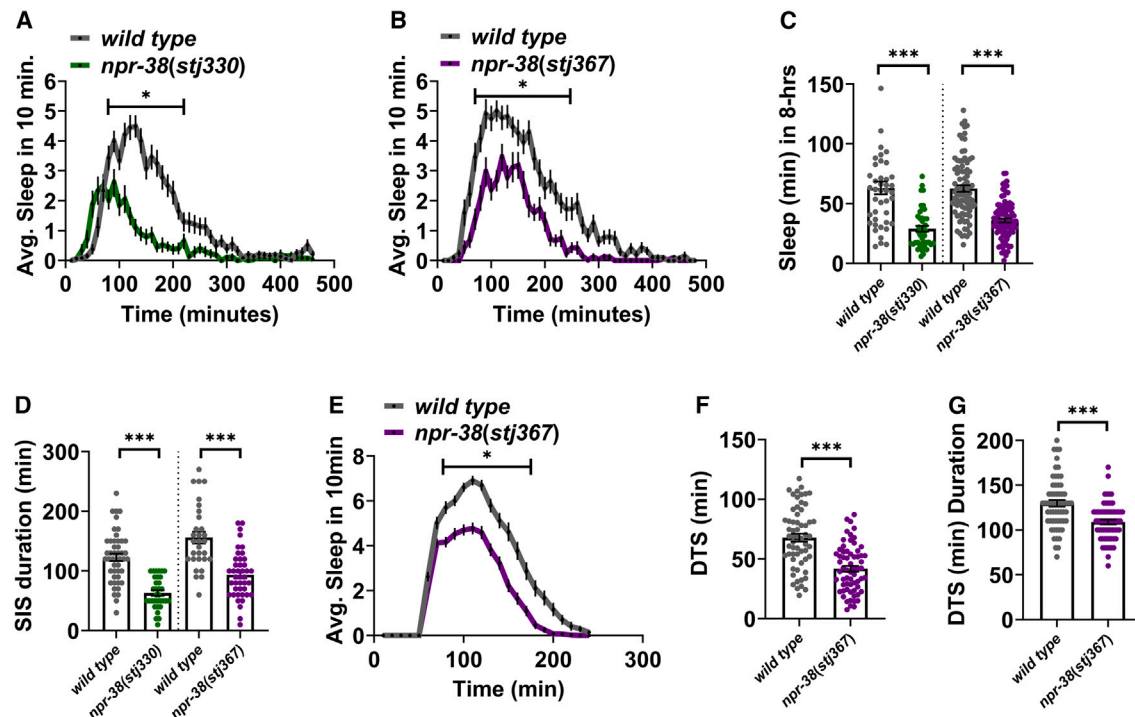 A
wild type
npr-38(stj330)
Avg. Sleep in 10 min.
*
6
5
4
3
2
1
0
0 100 200 300 400 500
Time (minutes)
B
wild type
npr-38(stj367)
Avg. Sleep in 10 min.
*
6
5
4
3
2
1
0
0 100 200 300 400 500
Time (minutes)
C
Sleep (min) in 8-hrs
*** ***
150
100
50
0
wild type
npr-38(stj330)
wild type
npr-38(stj367)
D
SIS duration (min)
*** ***
300
200
100
0
wild type
npr-38(stj330)
wild type
npr-38(stj367)
E
wild type
npr-38(stj367)
Avg. Sleep in 10min
*
8
6
4
2
0
0 100 200 300
Time (min)
F
DTS (min)
***
150
100
50
0
wild type
npr-38(stj367)
G
DTS (min) Duration
***
200
150
100
50
0
wild type
npr-38(stj367)